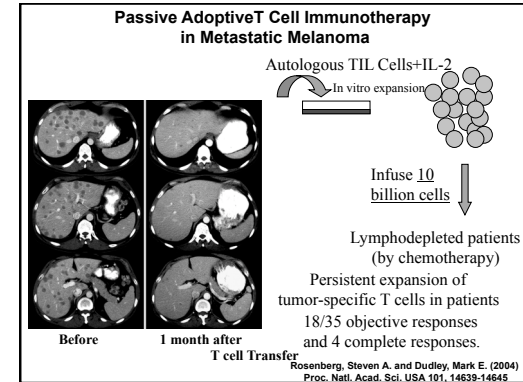 Passive AdoptiveT Cell Immunotherapy
in Metastatic Melanoma
Autologous TIL Cells+IL-2
In vitro expansion
Infuse 10
billion cells
Lymphodepleted patients
(by chemotherapy)
Persistent expansion of
tumor-specific T cells in patients
18/35 objective responses
and 4 complete responses.
Before
1 month after
T cell Transfer
Rosenberg, Steven A. and Dudley, Mark E. (2004)
Proc. Natl. Acad. Sci. USA 101, 14639-14645